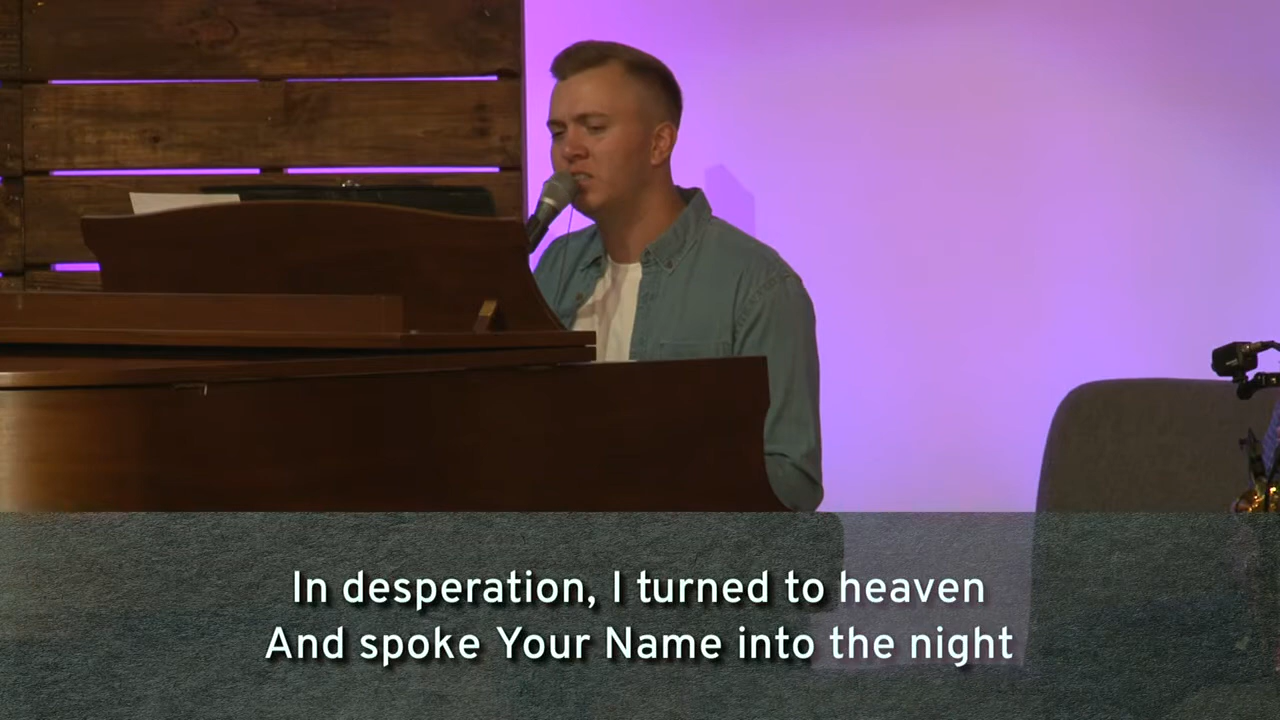 In desperation, I turned to heaven
And spoke Your Name into the night